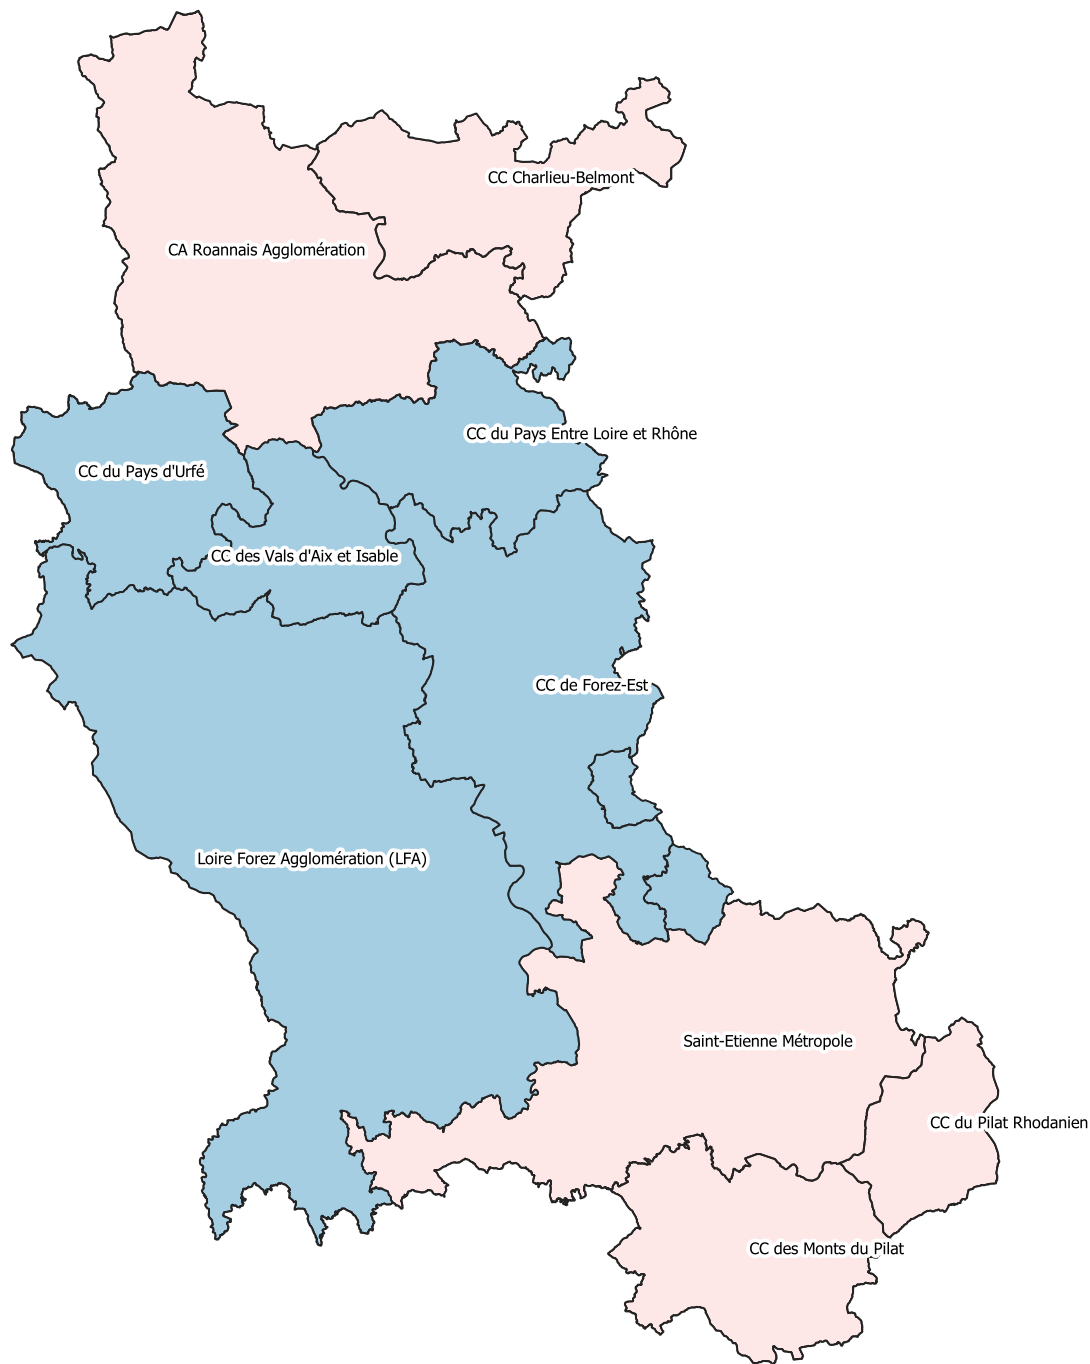 CC Charlieu-Belmont
CA Roannais Agglomération
CC du Pays Entre Loire et Rhône
CC du Pays d'Urfé
CC des Vals d'Aix et Isable
CC de Forez-Est
Loire Forez Agglomération (LFA)
Saint-Etienne Métropole
CC du Pilat Rhodanien
CC des Monts du Pilat